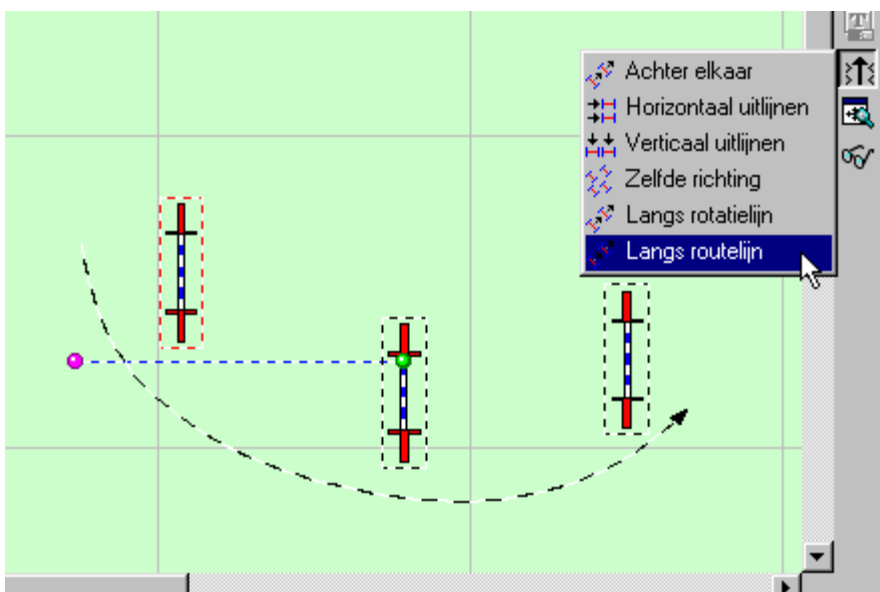 T
Achter elkaar
Horizontaal uitlijnen
Verticaal uitlijnen
Zelfde richting
Langs rotatielijn
Langs routelijn